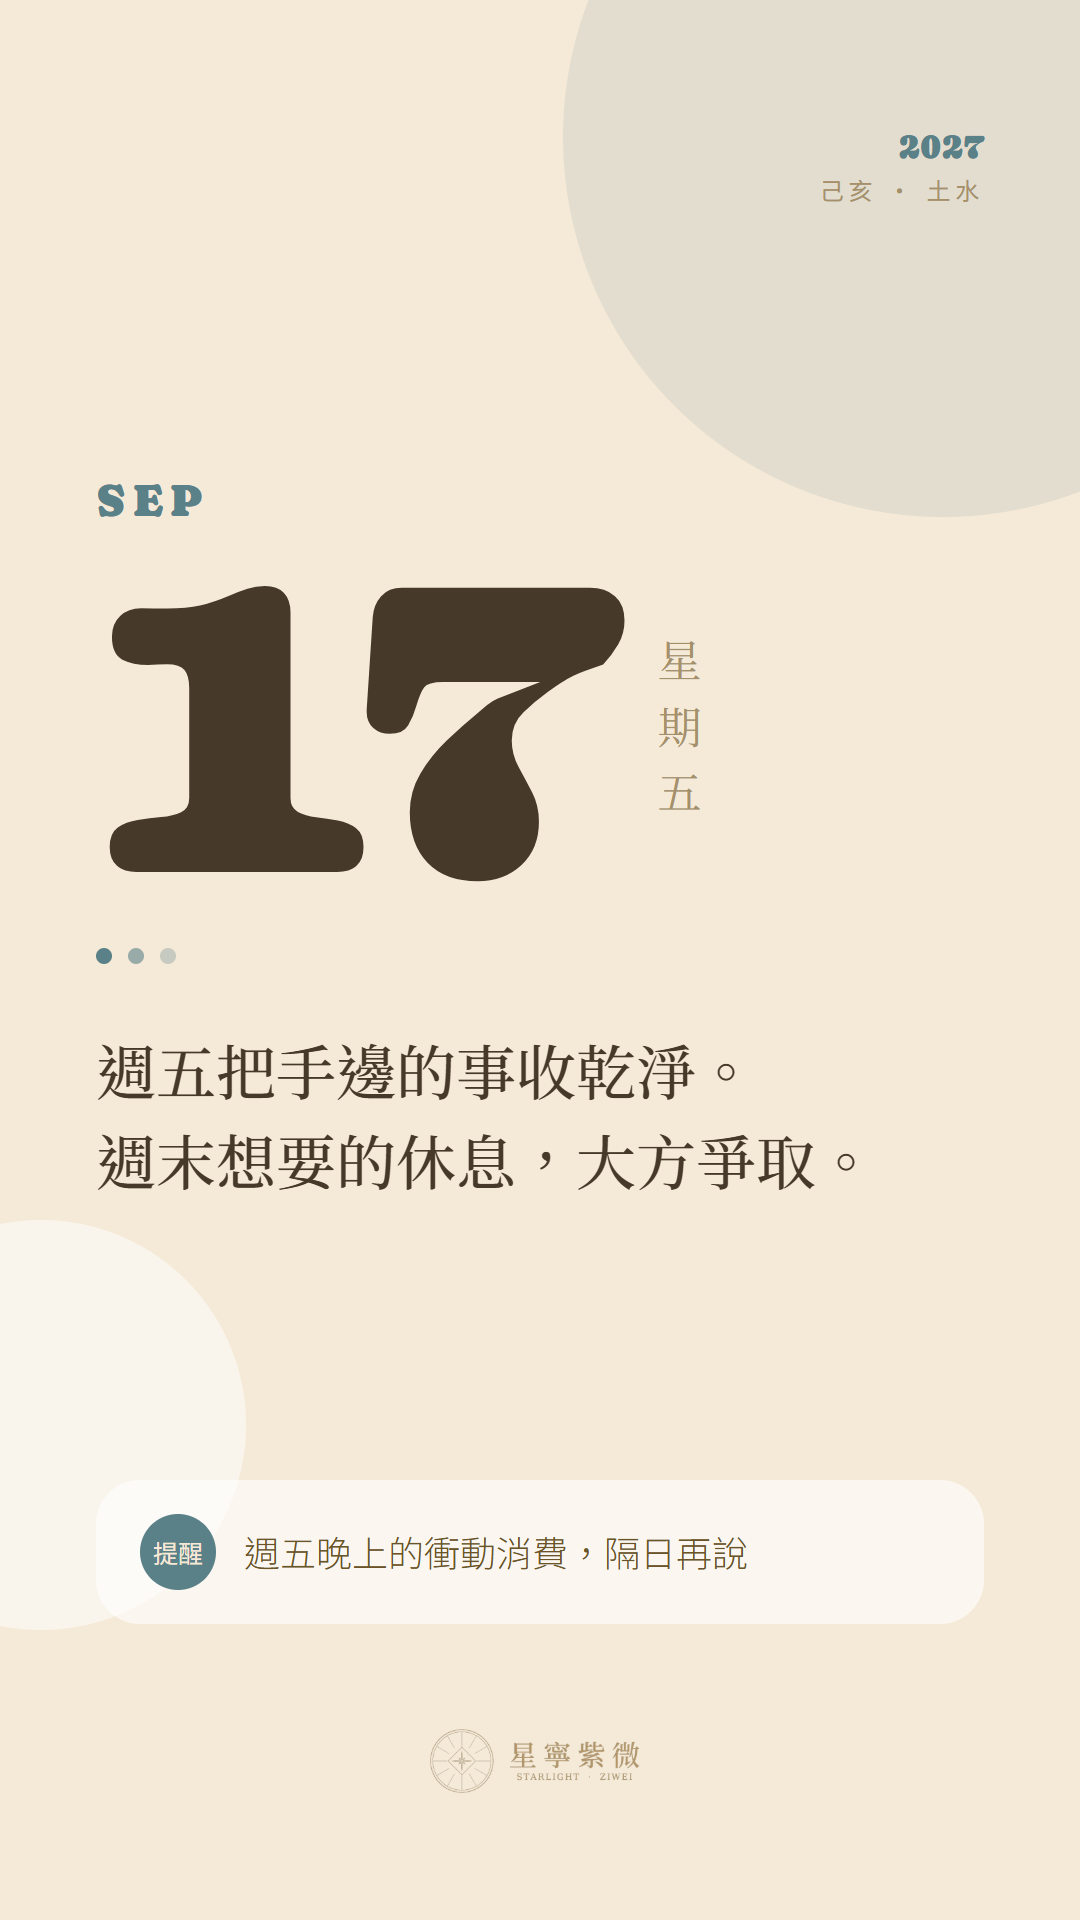 2027
己亥 · 土水
SEP
17
星期五
週五把手邊的事收乾淨。
週末想要的休息，大方爭取。
提醒
週五晚上的衝動消費，隔日再說
星寧紫微
STARLIGHT · ZIWEI